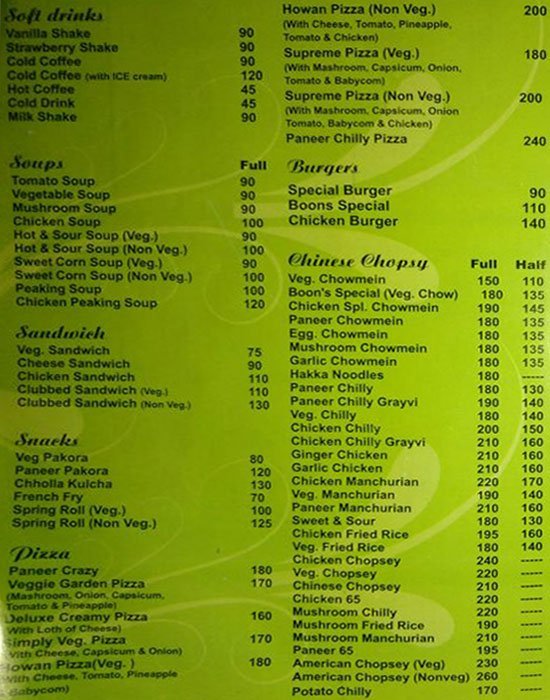 Soft drinks
Vanilla Shake 90
Strawberry Shake 90
Cold Coffee 90
Cold Coffee (with ICE cream) 120
Hot Coffee 45
Cold Drink 45
Milk Shake 90
Soups Full
Tomato Soup 90
Vegetable Soup 90
Mushroom Soup 90
Chicken Soup 100
Hot & Sour Soup (Veg.) 90
Hot & Sour Soup (Non Veg.) 100
Sweet Corn Soup (Veg.) 90
Sweet Corn Soup (Non Veg.) 100
Peaking Soup 100
Chicken Peaking Soup 120
Sandwich
Veg. Sandwich 75
Cheese Sandwich 90
Chicken Sandwich 110
Clubbed Sandwich (Veg.) 110
Clubbed Sandwich (Non Veg.) 130
Snacks
Veg Pakora 80
Paneer Pakora 120
Chholla Kulcha 130
French Fry 70
Spring Roll (Veg.) 100
Spring Roll (Non Veg.) 125
Pizza
Paneer Crazy 180
Veggie Garden Pizza 170
(Mashroom, Onion, Capsicum,
Tomato & Pineapple)
Deluxe Creamy Pizza 160
(With Loth of Cheese)
Simply Veg. Pizza 170
(With Cheese, Capsicum & Onion)
Howan Pizza(Veg. ) 180
(With Cheese, Tomato, Pineapple
& Babycom)
Howan Pizza (Non Veg.) 200
(With Cheese, Tomato, Pineapple,
Tomato & Chicken)
Supreme Pizza (Veg.) 180
(With Mashroom, Capsicum, Onion,
Tomato & Babycom)
Supreme Pizza (Non Veg.) 200
(With Mashroom, Capsicum, Onion
Tomato, Babycom & Chicken)
Paneer Chilly Pizza 240
Burgers
Special Burger 90
Boons Special 110
Chicken Burger 140
Chinese Chopsy Full Half
Veg. Chowmein 150 110
Boon's Special (Veg. Chow) 180 135
Chicken Spl. Chowmein 190 145
Paneer Chowmein 180 135
Egg. Chowmein 180 135
Mushroom Chowmein 180 135
Garlic Chowmein 180 135
Hakka Noodles 180 -----
Paneer Chilly 180 130
Paneer Chilly Grayvi 190 140
Veg. Chilly 180 140
Chicken Chilly 200 150
Chicken Chilly Grayvi 210 160
Ginger Chicken 210 160
Garlic Chicken 210 160
Chicken Manchurian 220 170
Veg. Manchurian 190 140
Paneer Manchurian 210 160
Sweet & Sour 180 130
Chicken Fried Rice 195 160
Veg. Fried Rice 180 140
Chicken Chopsey 240 -----
Veg. Chopsey 220 -----
Chinese Chopsey 210 -----
Chicken 65 220 -----
Mushroom Chilly 220 -----
Mushroom Fried Rice 190 -----
Mushroom Manchurian 210 -----
Paneer 65 195 -----
American Chopsey (Veg) 230 -----
American Chopsey (Nonveg) 260 -----
Potato Chilly 170 -----